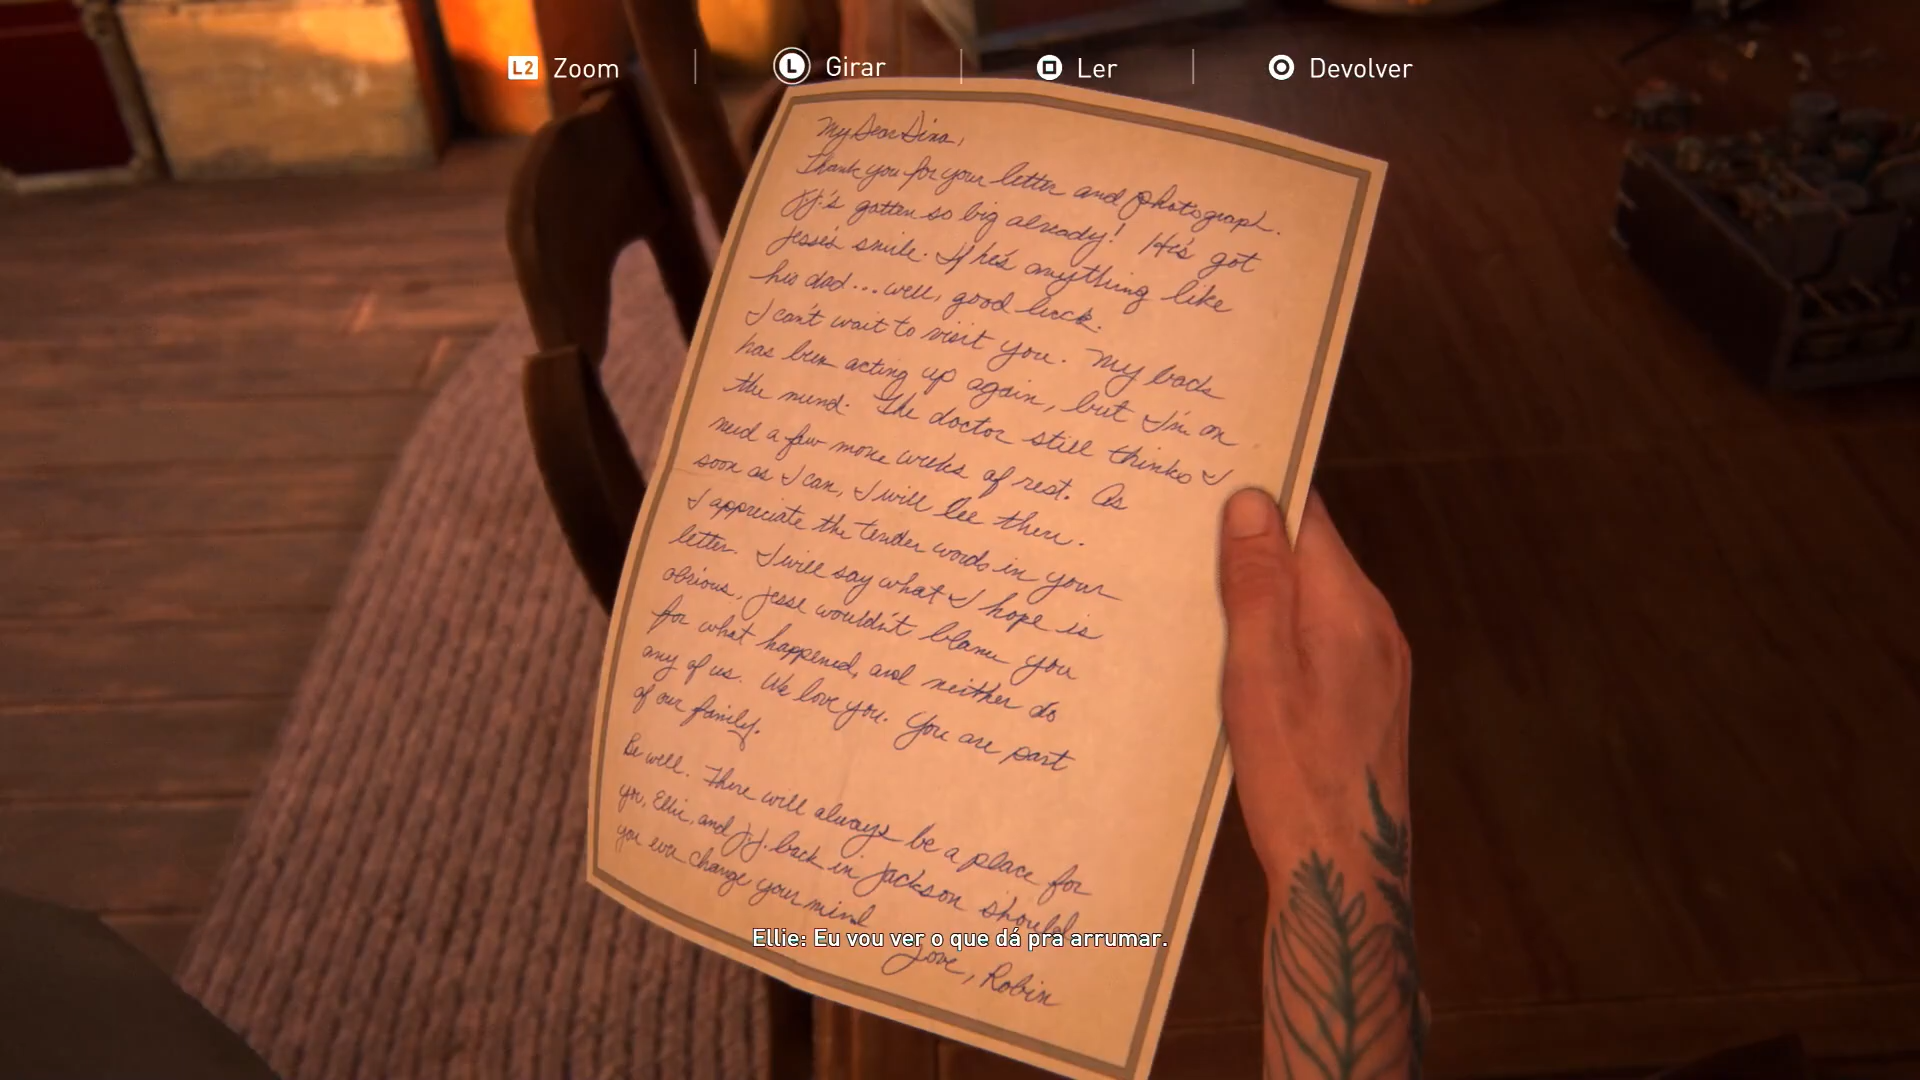 L2 Zoom L Girar Ler Devolver
My Dear Dina,
Thank you for your letter and photograph.
JJ's gotten so big already! He's got
Jesse's smile. If he's anything like
his dad...well, good luck.
I can't wait to visit you. My back
has been acting up again, but I'm on
the mend. The doctor still thinks I
need a few more weeks of rest. As
soon as I can, I will be there.
I appreciate the tender words in your
letter. I will say what I hope is
obvious, Jesse wouldn't blame you
for what happened, and neither do
any of us. We love you. You are part
of our family.
Be well. There will always be a place for
you, Ellie, and J.J. back in Jackson should
you ever change your mind
Ellie: Eu vou ver o que dá pra arrumar.
Love, Robin